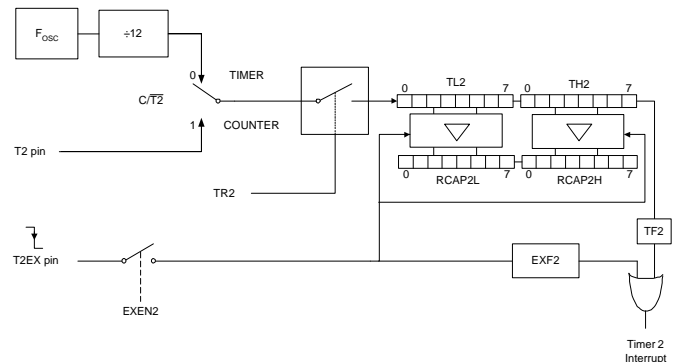 F_OSC
÷12
0
TIMER
C/T2
1
COUNTER
T2 pin
TR2
0 TL2 7
0 TH2 7
0 RCAP2L 7
0 RCAP2H 7
TF2
T2EX pin
EXEN2
EXF2
Timer 2
Interrupt